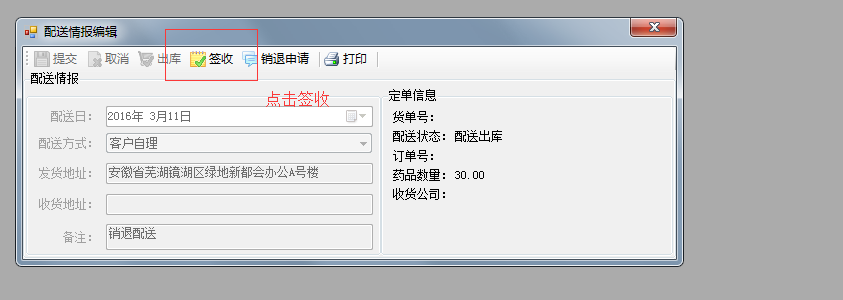 配送情报编辑
提交 取消 出库 签收 销退申请 打印
配送情报
点击签收
配送日： 2016年 3月11日
配送方式： 客户自理
发货地址： 安徽省芜湖镜湖区绿地新都会办公A号楼
收货地址：
备注： 销退配送
定单信息
货单号：
配送状态： 配送出库
订单号：
药品数量： 30.00
收货公司：